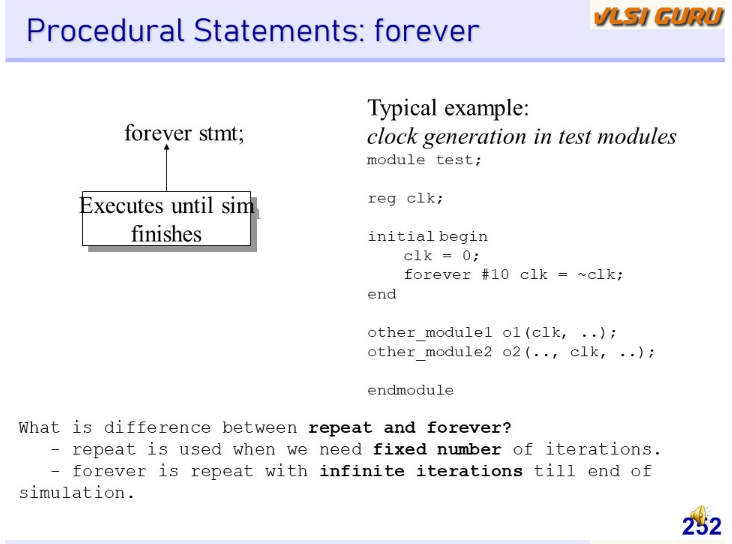 Procedural Statements: forever
VLSI GURU
forever stmt;
Executes until sim
finishes
Typical example:
clock generation in test modules
module test;
reg clk;
initial begin
clk = 0;
forever #10 clk = ~clk;
end
other_module1 o1(clk, ..);
other_module2 o2(.., clk, ..);
endmodule
What is difference between repeat and forever?
- repeat is used when we need fixed number of iterations.
- forever is repeat with infinite iterations till end of
simulation.
252